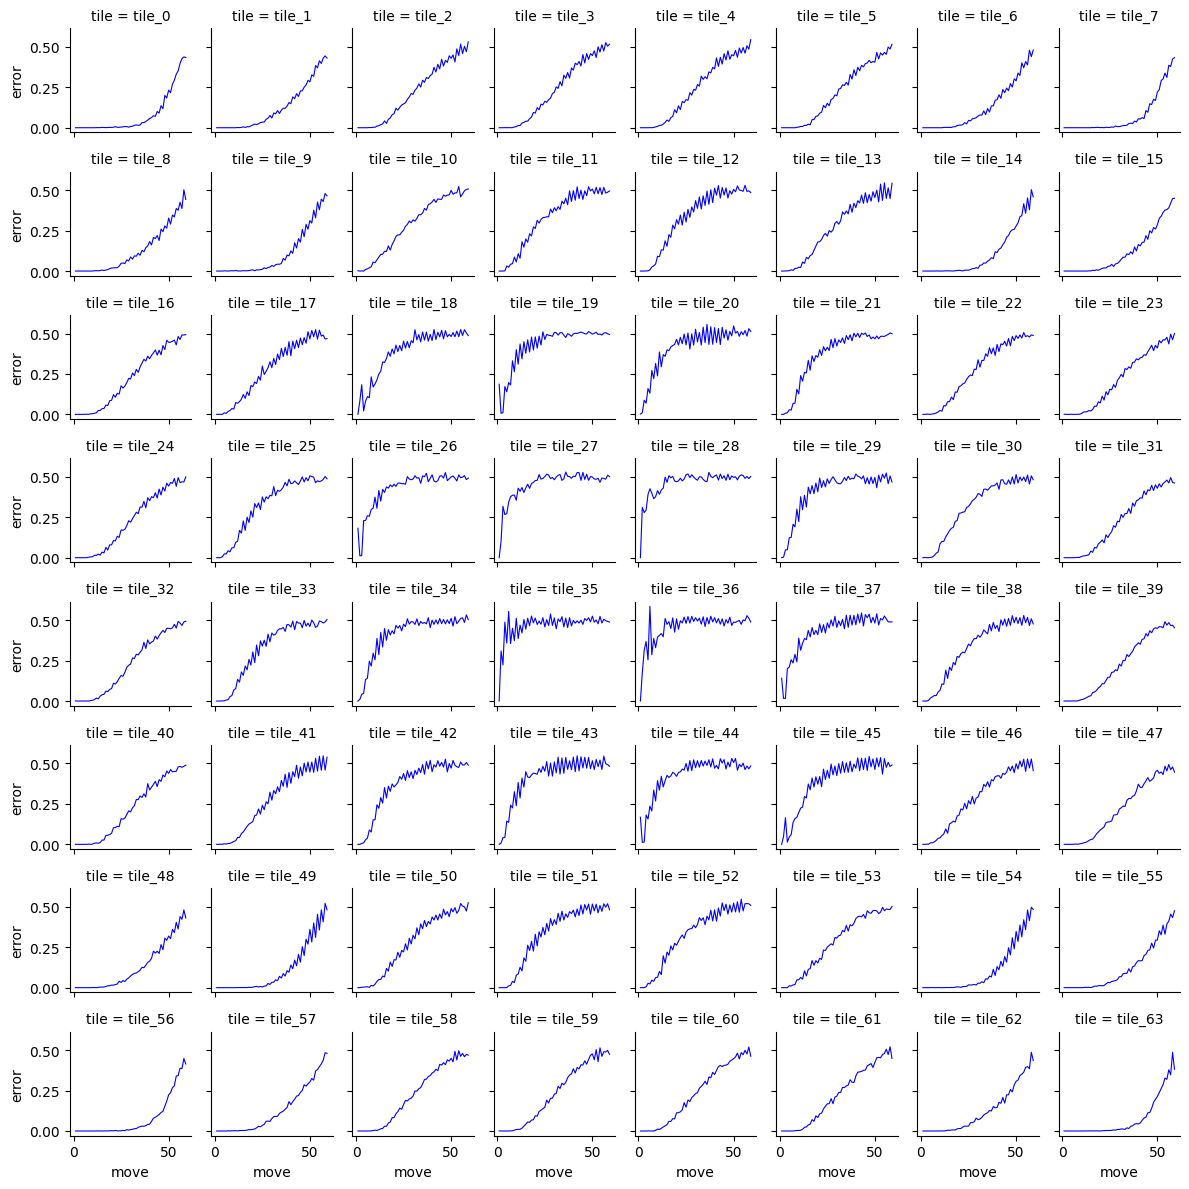 tile = tile_0 tile = tile_1 tile = tile_2 tile = tile_3 tile = tile_4 tile = tile_5 tile = tile_6 tile = tile_7
0.50
error
0.25
0.00
tile = tile_8 tile = tile_9 tile = tile_10 tile = tile_11 tile = tile_12 tile = tile_13 tile = tile_14 tile = tile_15
0.50
error
0.25
0.00
tile = tile_16 tile = tile_17 tile = tile_18 tile = tile_19 tile = tile_20 tile = tile_21 tile = tile_22 tile = tile_23
0.50
error
0.25
0.00
tile = tile_24 tile = tile_25 tile = tile_26 tile = tile_27 tile = tile_28 tile = tile_29 tile = tile_30 tile = tile_31
0.50
error
0.25
0.00
tile = tile_32 tile = tile_33 tile = tile_34 tile = tile_35 tile = tile_36 tile = tile_37 tile = tile_38 tile = tile_39
0.50
error
0.25
0.00
tile = tile_40 tile = tile_41 tile = tile_42 tile = tile_43 tile = tile_44 tile = tile_45 tile = tile_46 tile = tile_47
0.50
error
0.25
0.00
tile = tile_48 tile = tile_49 tile = tile_50 tile = tile_51 tile = tile_52 tile = tile_53 tile = tile_54 tile = tile_55
0.50
error
0.25
0.00
tile = tile_56 tile = tile_57 tile = tile_58 tile = tile_59 tile = tile_60 tile = tile_61 tile = tile_62 tile = tile_63
0.50
error
0.25
0.00
0 50 0 50 0 50 0 50 0 50 0 50 0 50 0 50
move move move move move move move move